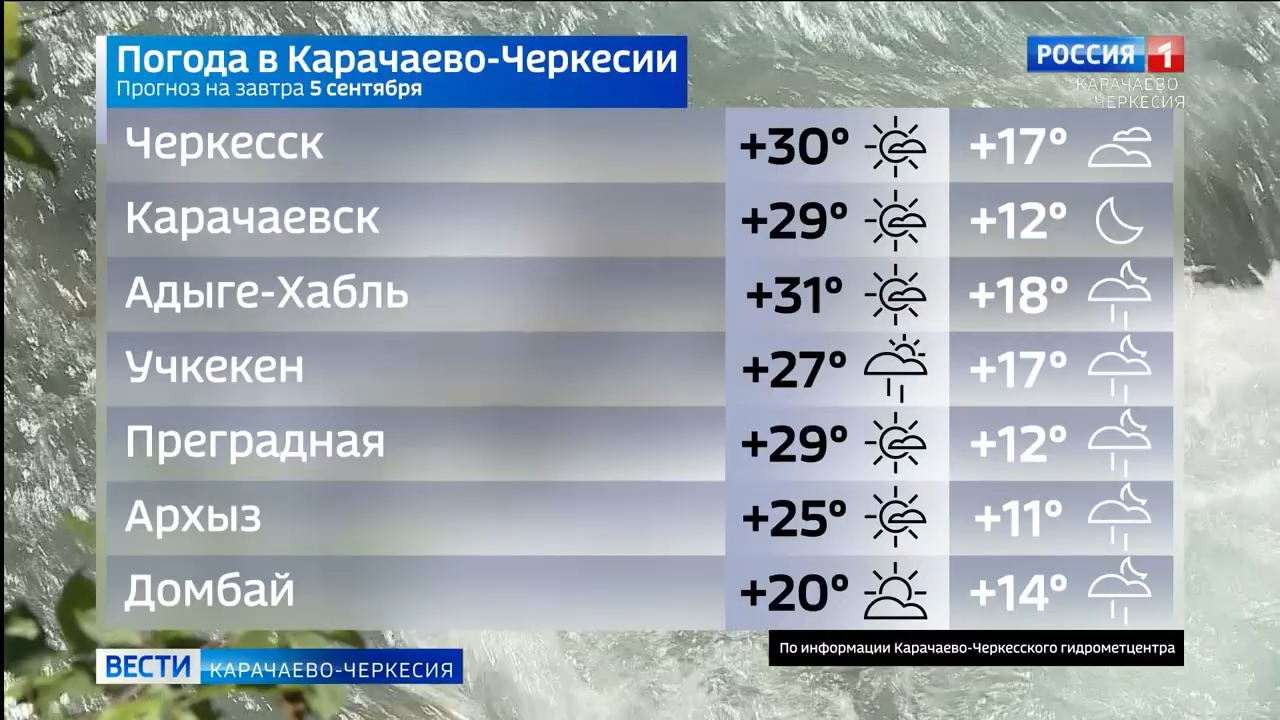 Погода в Карачаево-Черкесии
Прогноз на завтра 5 сентября
РОССИЯ 1
КАРАЧАЕВО
ЧЕРКЕСИЯ
Черкесск +30° +17°
Карачаевск +29° +12°
Адыге-Хабль +31° +18°
Учкекен +27° +17°
Преградная +29° +12°
Архыз +25° +11°
Домбай +20° +14°
По информации Карачаево-Черкесского гидрометцентра
ВЕСТИ КАРАЧАЕВО-ЧЕРКЕСИЯ